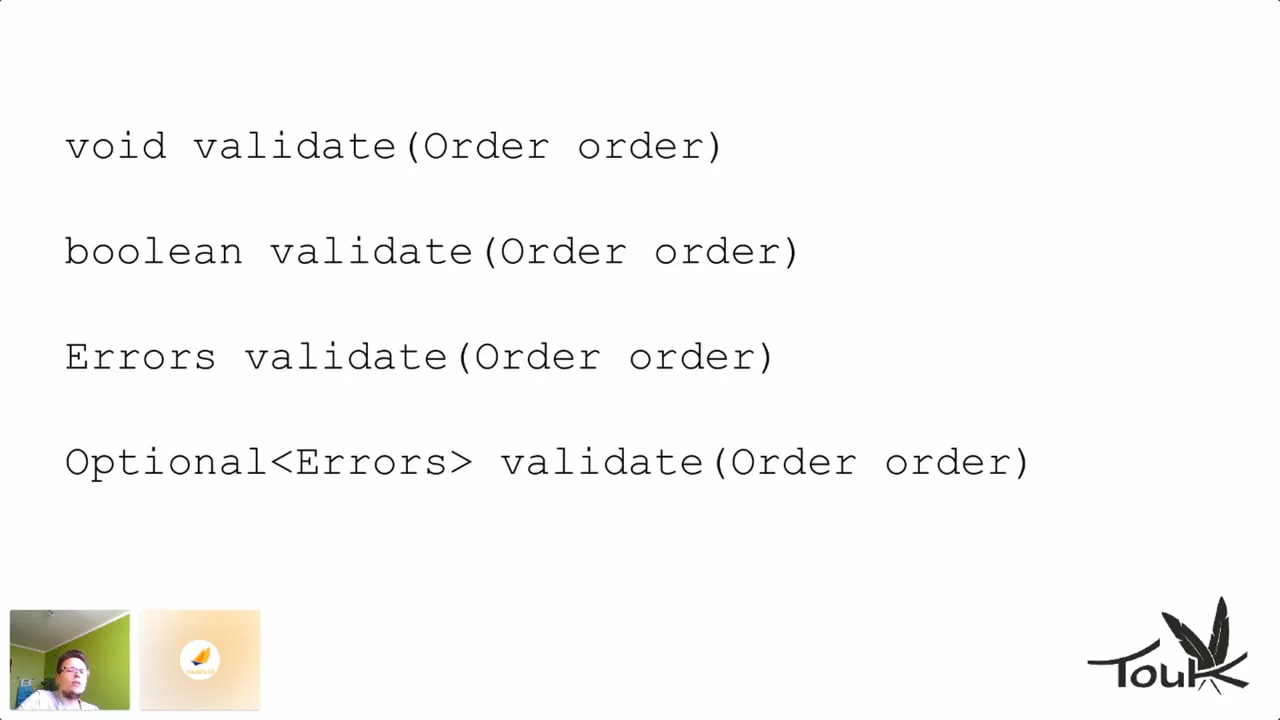 void validate(Order order)
boolean validate(Order order)
Errors validate(Order order)
Optional<Errors> validate(Order order)
Touk